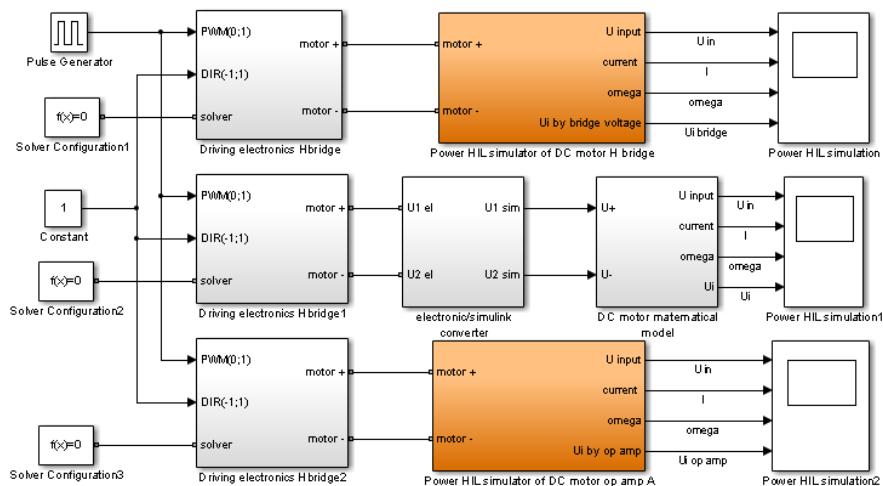 Pulse Generator
f(x)=0
Solver Configuration1
PWM(0;1)
DIR(-1;1)
solver
motor +
motor -
Driving electronics Hbridge
motor +
motor -
U input
current
omega
Ui by bridge voltage
Power HIL simulator of DC motor H bridge
U in
I
omega
Ui bridge
Power HIL simulation
1
Constant
f(x)=0
Solver Configuration2
PWM(0;1)
DIR(-1;1)
solver
motor +
motor -
Driving electronics Hbridge1
U1 el
U2 el
U1 sim
U2 sim
electronic/simulink
converter
U+
U-
U input
current
omega
Ui
DC motor matematical
model
U in
I
omega
Ui
Power HIL simulation1
f(x)=0
Solver Configuration3
PWM(0;1)
DIR(-1;1)
solver
motor +
motor -
Driving electronics Hbridge2
motor +
motor -
U input
current
omega
Ui by op amp
Power HIL simulator of DC motor op amp A
U in
I
omega
Ui op amp
Power HIL simulation2